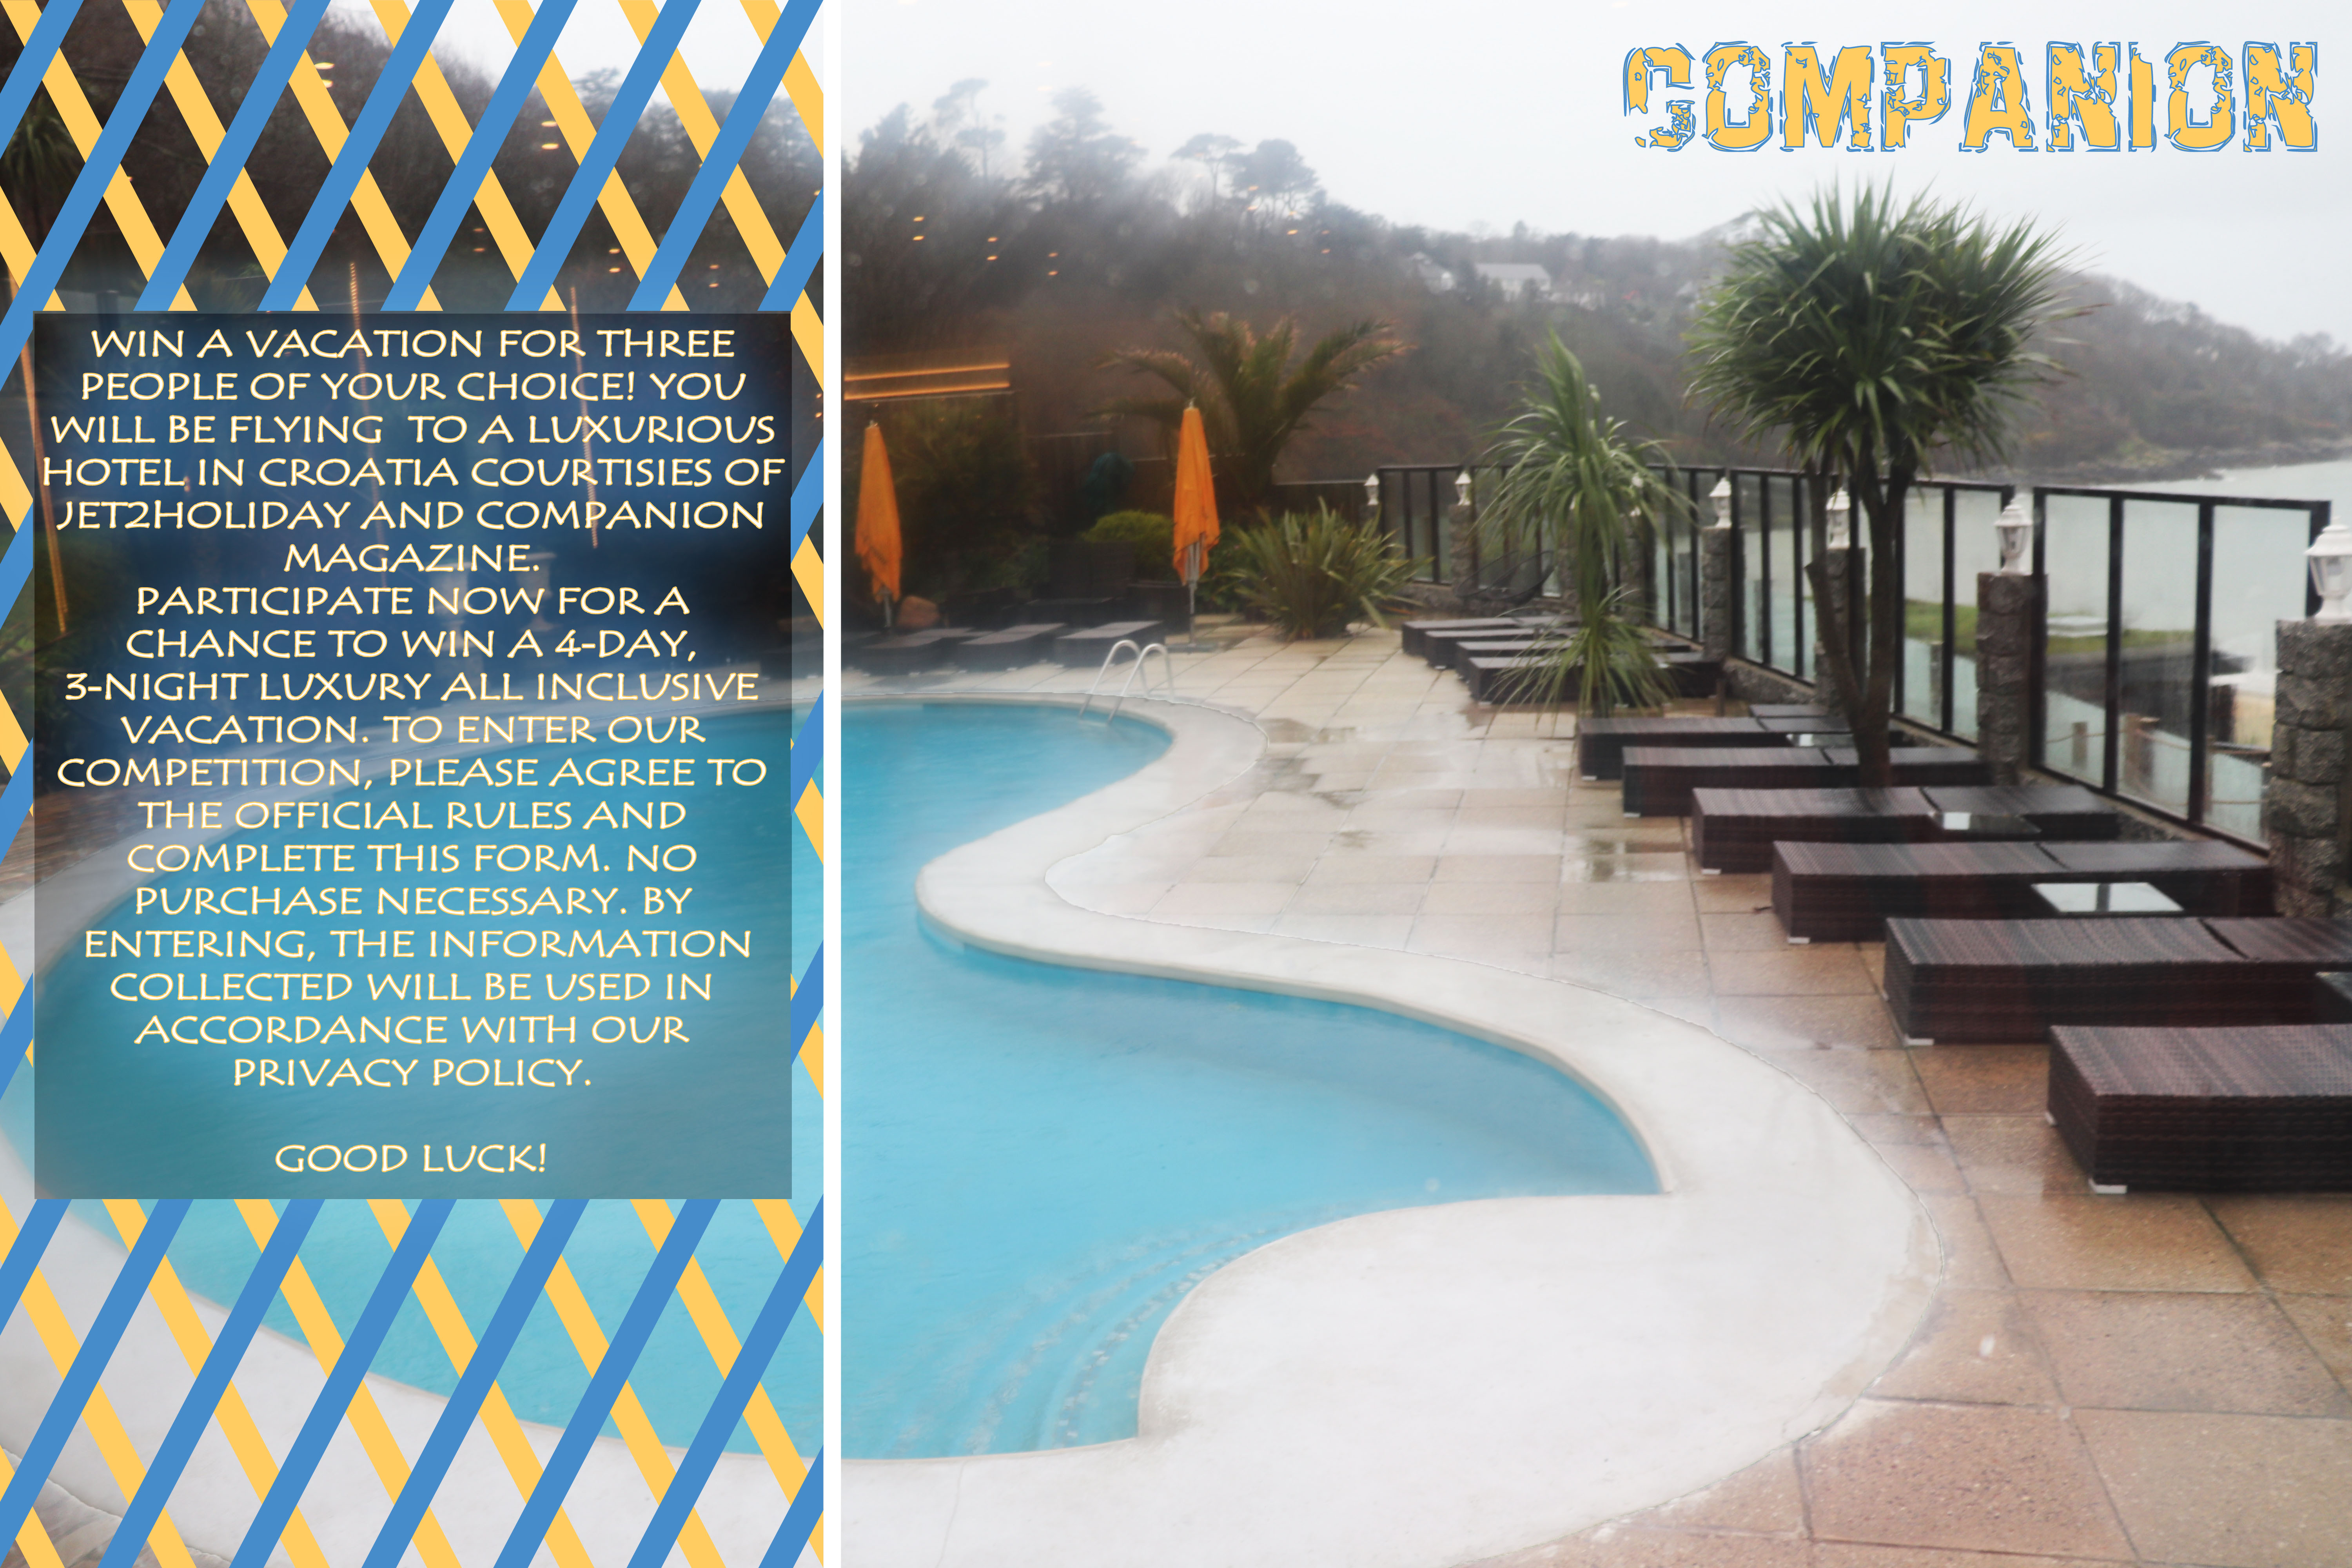 COMPANION
WIN A VACATION FOR THREE
PEOPLE OF YOUR CHOICE! YOU
WILL BE FLYING  TO A LUXURIOUS
HOTEL IN CROATIA COURTISIES OF
JET2HOLIDAY AND COMPANION
MAGAZINE.
PARTICIPATE NOW FOR A
CHANCE TO WIN A 4-DAY,
3-NIGHT LUXURY ALL INCLUSIVE
VACATION. TO ENTER OUR
COMPETITION, PLEASE AGREE TO
THE OFFICIAL RULES AND
COMPLETE THIS FORM. NO
PURCHASE NECESSARY. BY
ENTERING, THE INFORMATION
COLLECTED WILL BE USED IN
ACCORDANCE WITH OUR
PRIVACY POLICY.
GOOD LUCK!